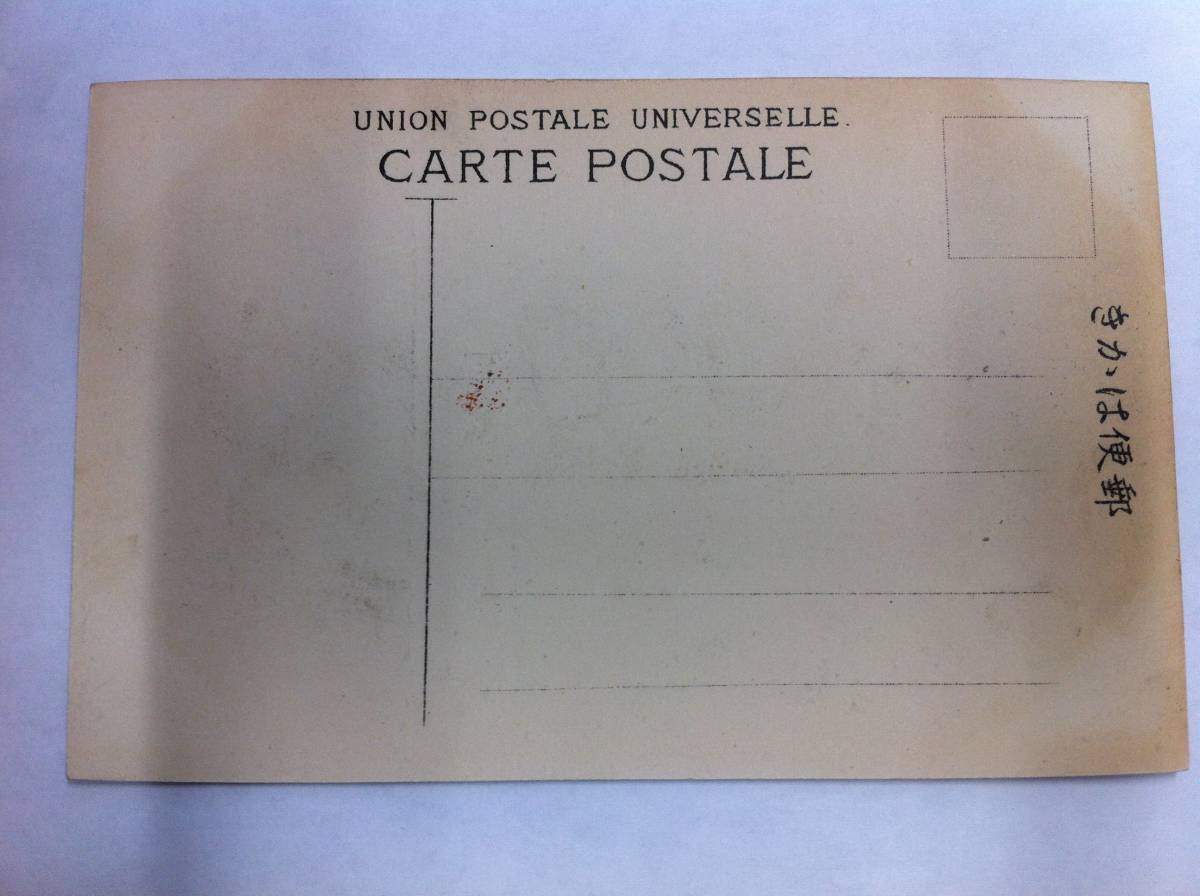 UNION POSTALE UNIVERSELLE.
CARTE POSTALE
郵便はかき